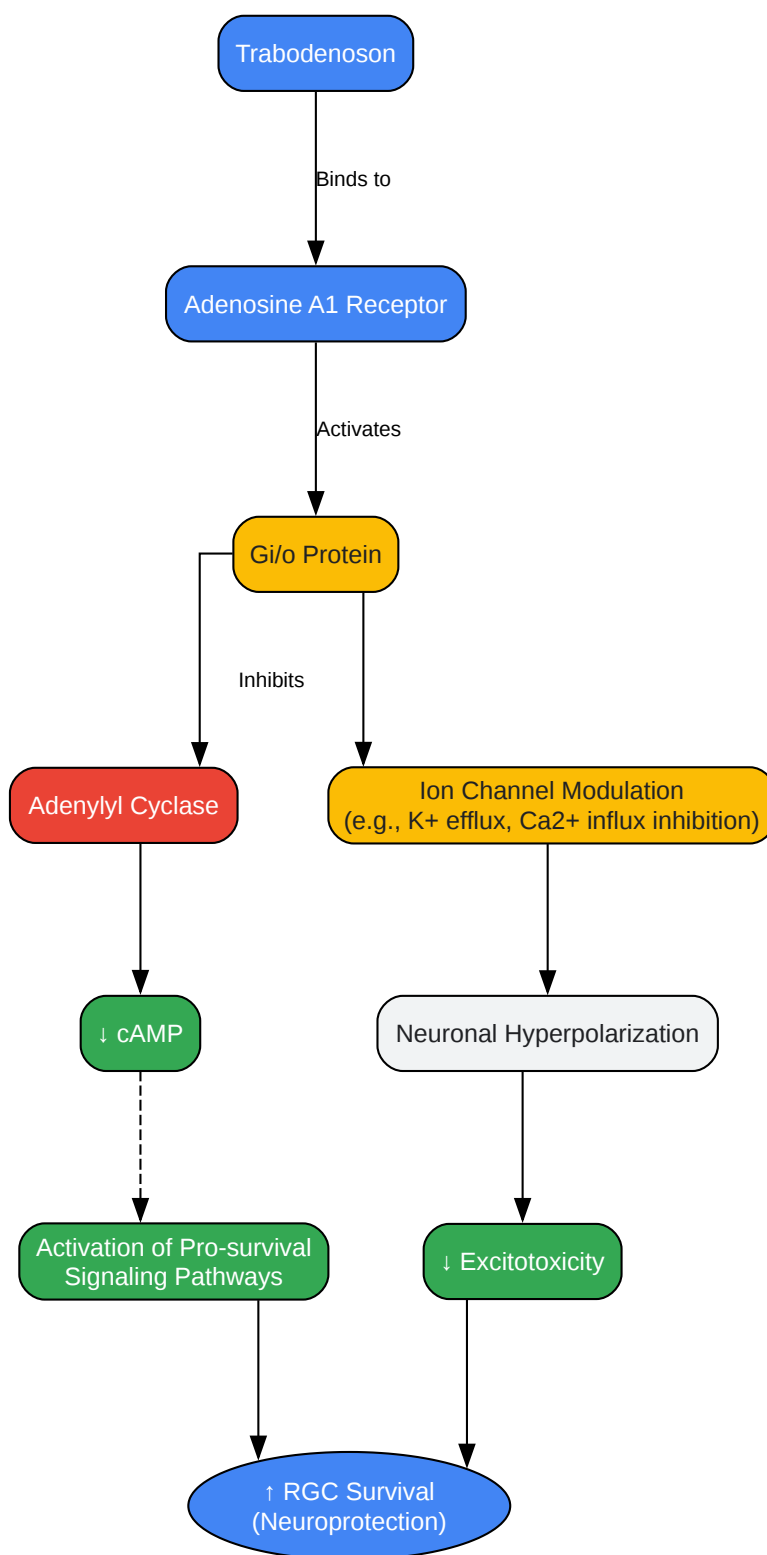 Trabodenoson
Binds to
Adenosine A1 Receptor
Activates
Gi/o Protein
Inhibits
Adenylyl Cyclase
Ion Channel Modulation
(e.g., K+ efflux, Ca2+ influx inhibition)
↓ cAMP
Neuronal Hyperpolarization
Activation of Pro-survival
Signaling Pathways
↓ Excitotoxicity
↑ RGC Survival
(Neuroprotection)